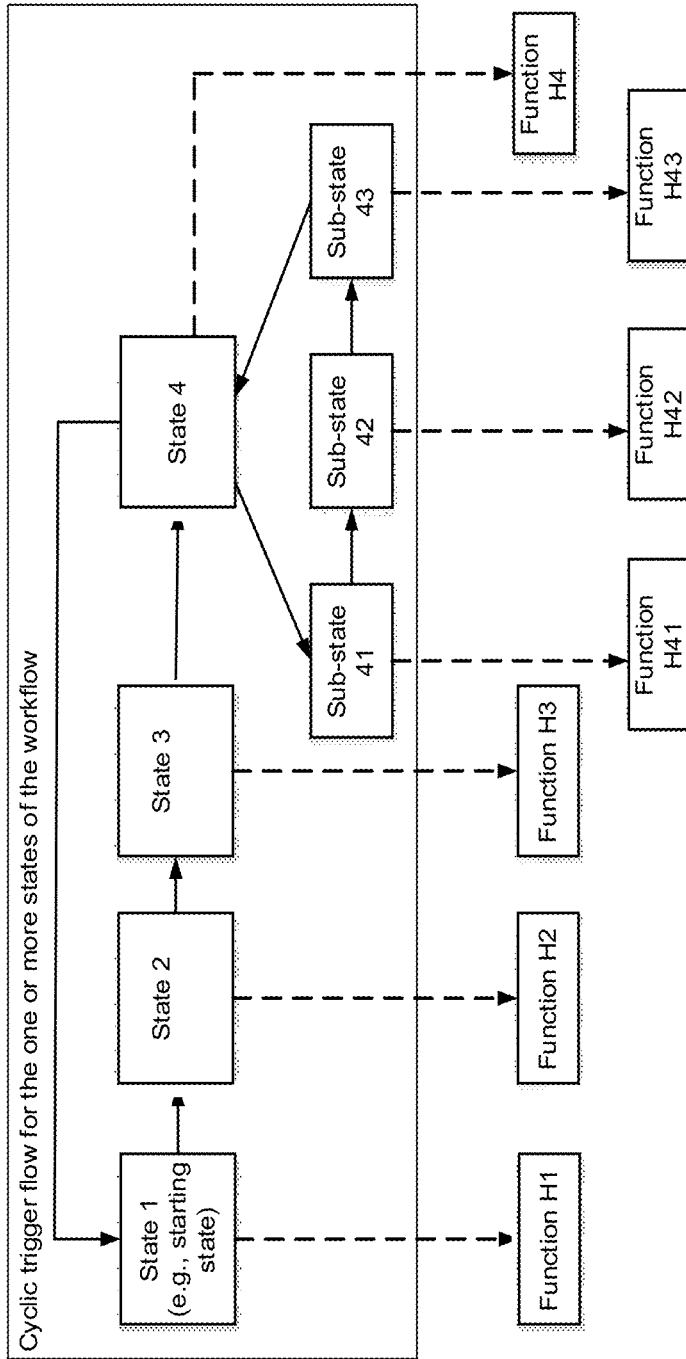 Cyclic trigger flow for the one or more states of the workflow
State 1
(e.g., starting
state)
State 2
State 3
State 4
Sub-state
41
Sub-state
42
Sub-state
43
Function H1
Function H2
Function H3
Function
H4
Function
H41
Function
H42
Function
H43